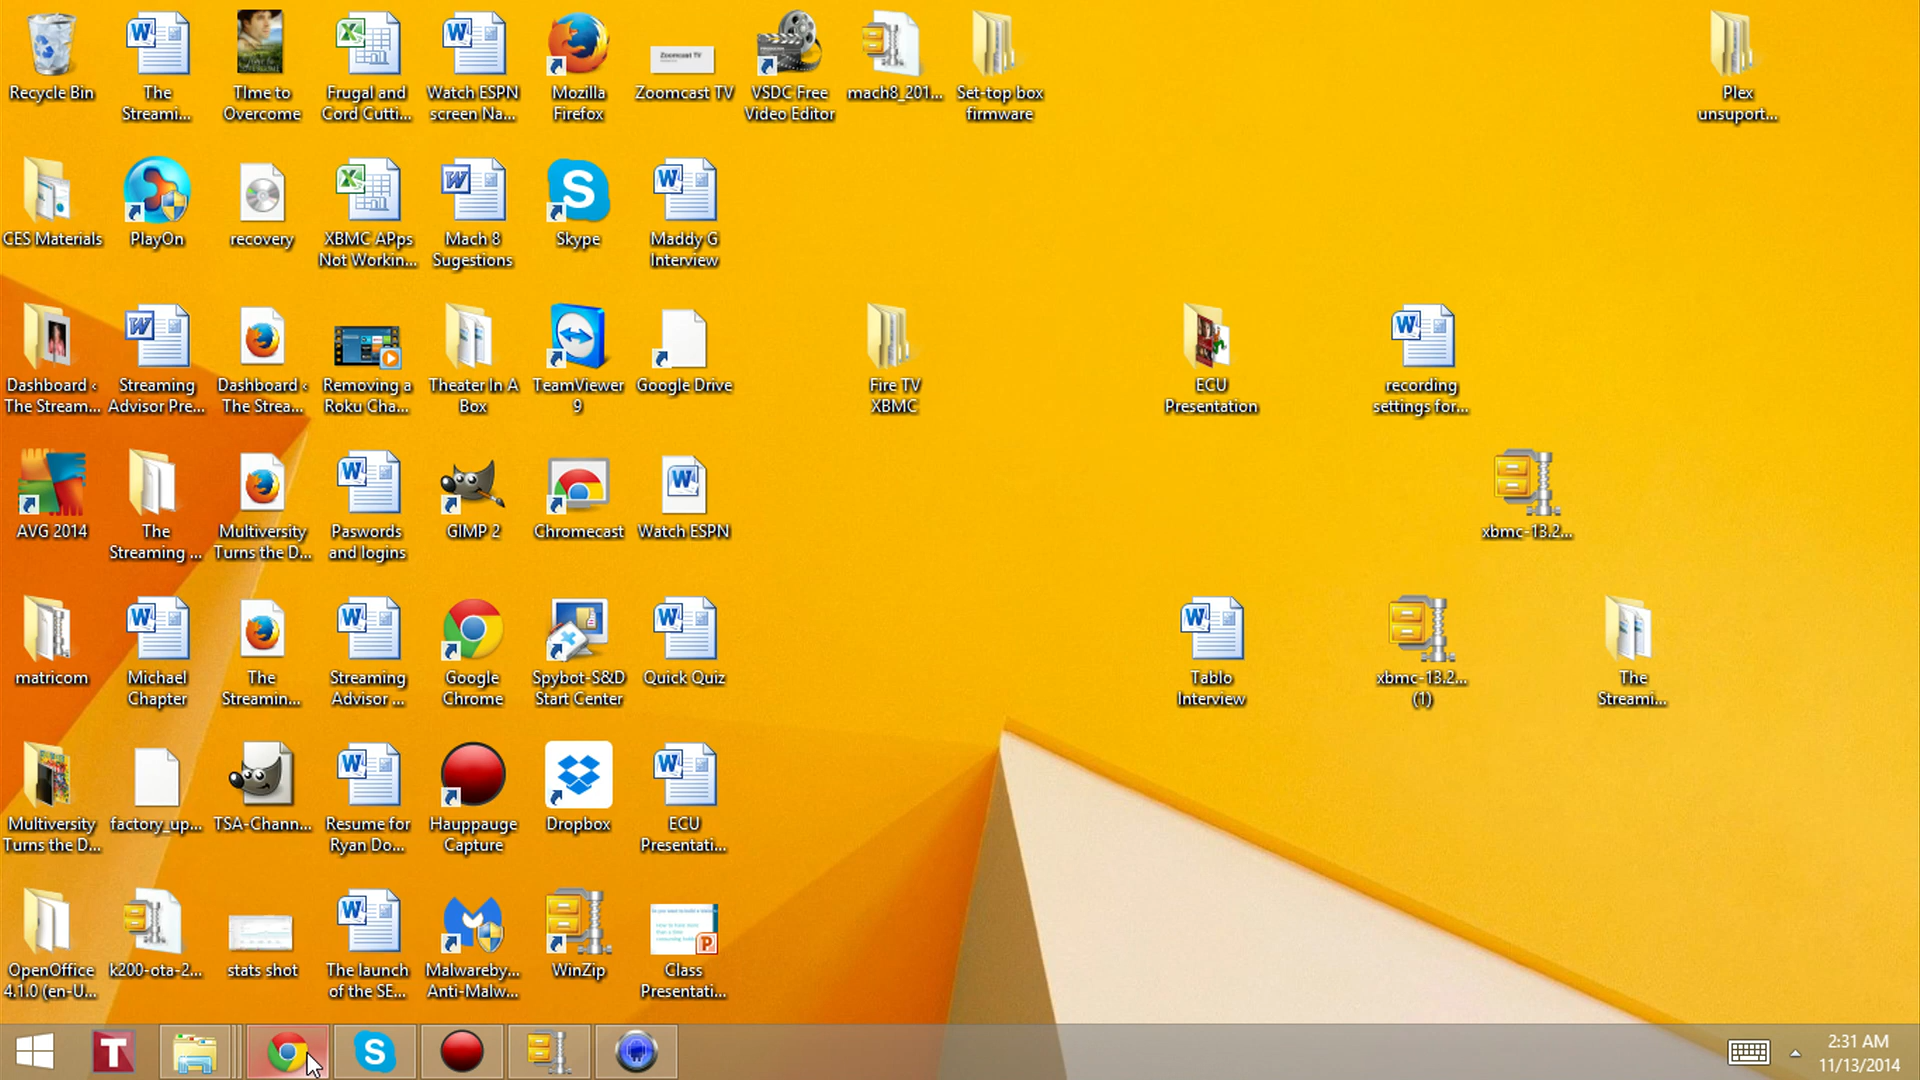 Recycle Bin
The
Streami...
TIme to
Overcome
Frugal and
Cord Cutti...
Watch ESPN
screen Na...
Mozilla
Firefox
Zoomcast TV
Zoomcast TV
VSDC Free
Video Editor
mach8_201...
Set-top box
firmware
Plex
unsuport...
CES Materials
PlayOn
recovery
XBMC APps
Not Workin...
Mach 8
Sugestions
Skype
Maddy G
Interview
Dashboard ‹
The Stream...
Streaming
Advisor Pre...
Dashboard ‹
The Strea...
Removing a
Roku Cha...
Theater In A
Box
TeamViewer
9
Google Drive
Fire TV
XBMC
ECU
Presentation
recording
settings for...
AVG 2014
The
Streaming ...
Multiversity
Turns the D...
Paswords
and logins
GIMP 2
Chromecast
Watch ESPN
xbmc-13.2...
matricom
Michael
Chapter
The
Streamin...
Streaming
Advisor ...
Google
Chrome
Spybot-S&D
Start Center
Quick Quiz
Tablo
Interview
xbmc-13.2...
(1)
The
Streami...
Multiversity
Turns the D...
factory_up...
TSA-Chann...
Resume for
Ryan Do...
Hauppauge
Capture
Dropbox
ECU
Presentati...
OpenOffice
4.1.0 (en-U...
k200-ota-2...
stats shot
The launch
of the SE...
Malwareby...
Anti-Malw...
WinZip
Class
Presentati...
2:31 AM
11/13/2014